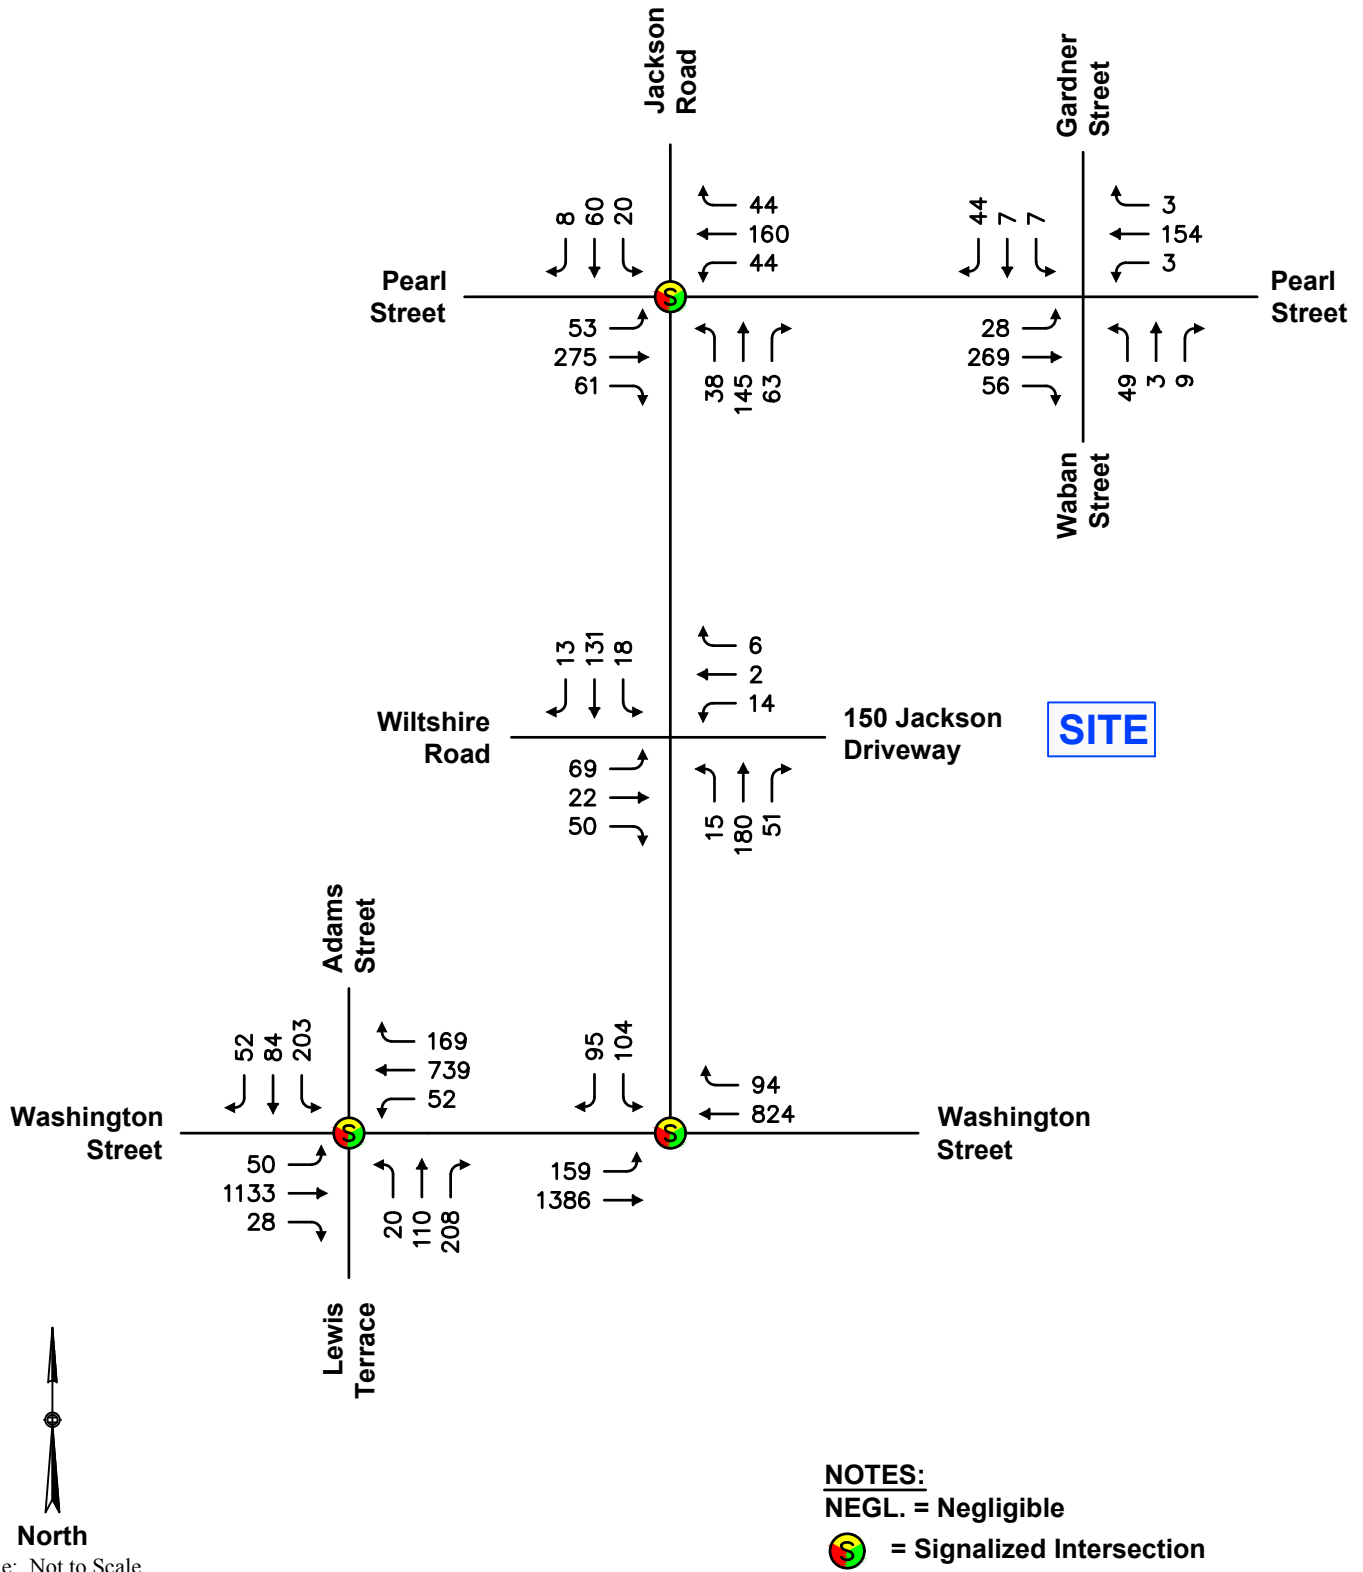 Jackson
Road
Gardner
Street
8
60
20
44
160
44
44
7
7
3
154
3
Pearl
Street
S
Pearl
Street
53
275
61
38
145
63
28
269
56
49
3
9
Waban
Street
13
131
18
6
2
14
Wiltshire
Road
150 Jackson
Driveway
SITE
69
22
50
15
180
51
Adams
Street
52
84
203
169
739
52
95
104
94
824
Washington
Street
S
S
Washington
Street
50
1133
28
20
110
208
159
1386
Lewis
Terrace
North
e: Not to Scale
NOTES:
NEGL. = Negligible
S = Signalized Intersection